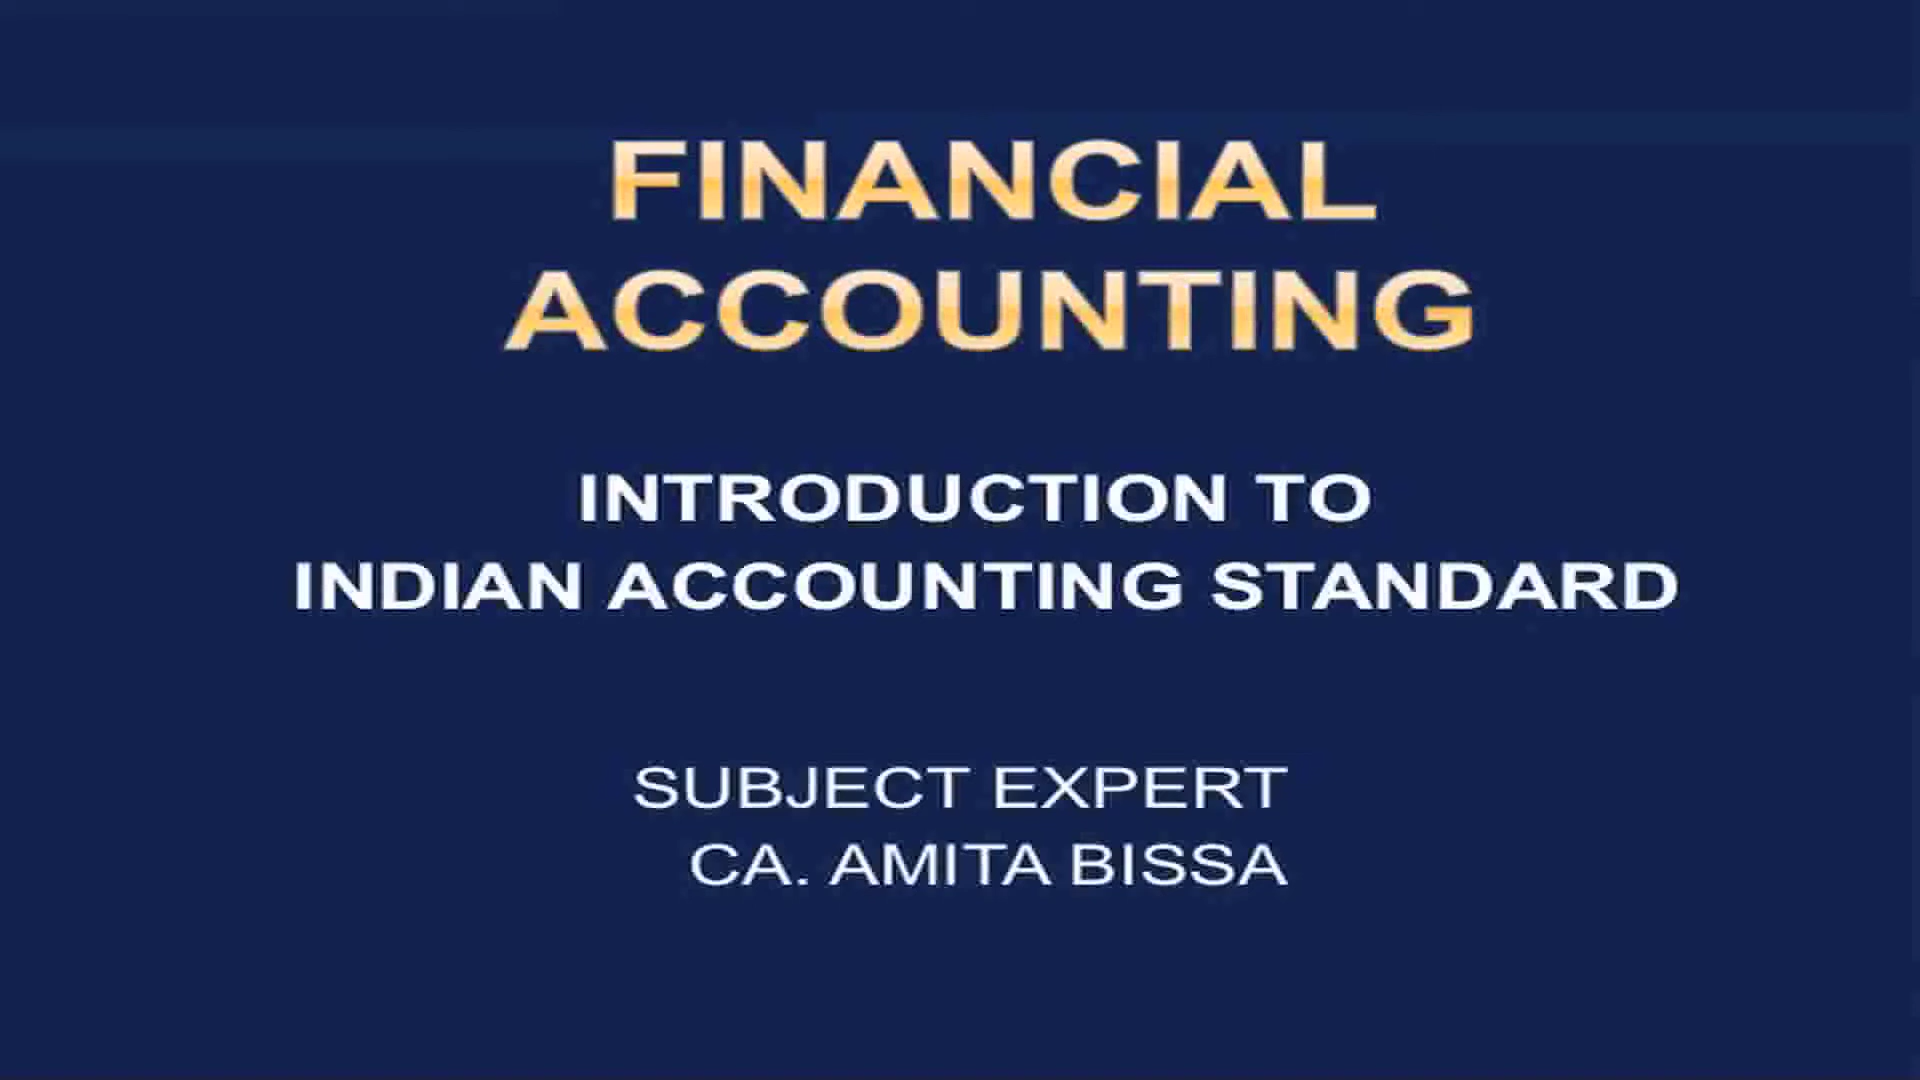 FINANCIAL
ACCOUNTING
INTRODUCTION TO
INDIAN ACCOUNTING STANDARD
SUBJECT EXPERT
CA. AMITA BISSA